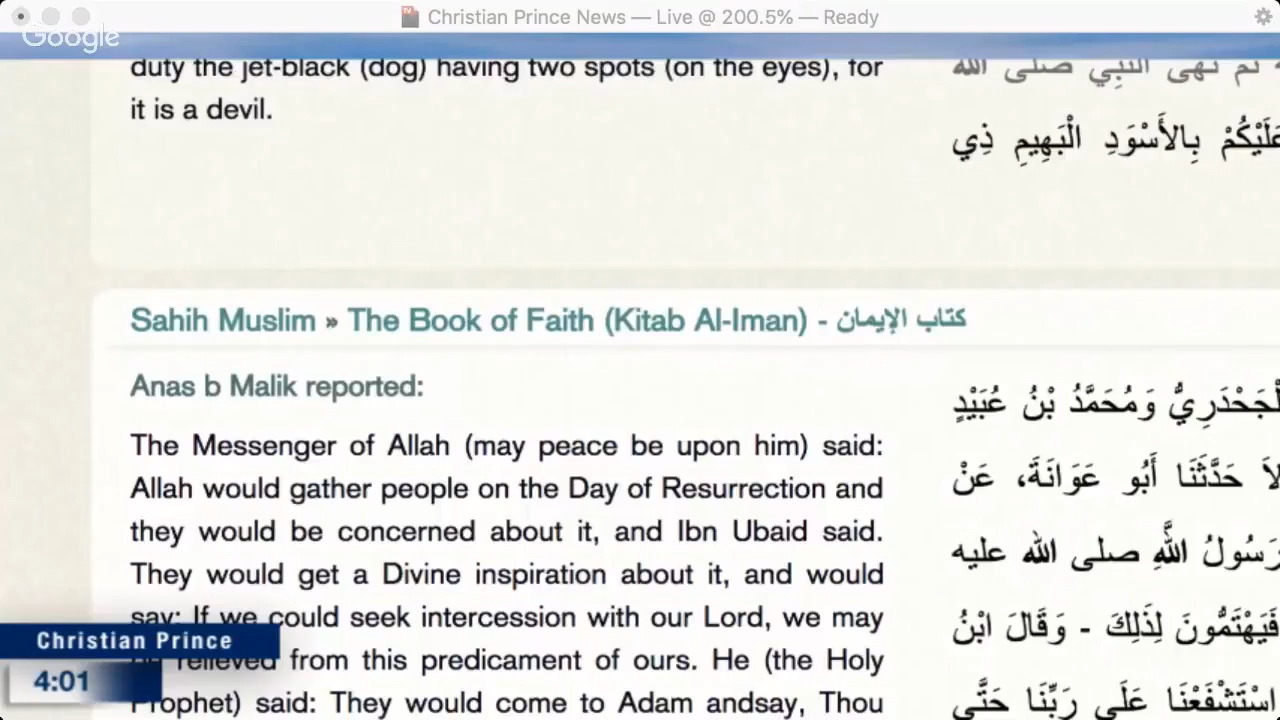 Christian Prince News — Live @ 200.5% — Ready
Google
duty the jet-black (dog) having two spots (on the eyes), for
it is a devil.
ثم نهى النبي صلى الله
عَلَيْكُمْ بِالأَسْوَدِ الْبَهِيمِ ذِي
Sahih Muslim » The Book of Faith (Kitab Al-Iman) - كتاب الإيمان
Anas b Malik reported:
The Messenger of Allah (may peace be upon him) said:
Allah would gather people on the Day of Resurrection and
they would be concerned about it, and Ibn Ubaid said.
They would get a Divine inspiration about it, and would
say: If we could seek intercession with our Lord, we may
relieved from this predicament of ours. He (the Holy
Prophet) said: They would come to Adam andsay, Thou
الْجَحْدَرِيُّ وَمُحَمَّدُ بْنُ عُبَيْدٍ
حَدَّثَنَا أَبُو عَوَانَةَ، عَنْ
رَسُولُ اللَّهِ صلى الله عليه
فَيَهْتَمُّونَ لِذَلِكَ - وَقَالَ ابْنُ
اسْتَشْفَعْنَا عَلَى رَبِّنَا حَتَّى
Christian Prince
4:01